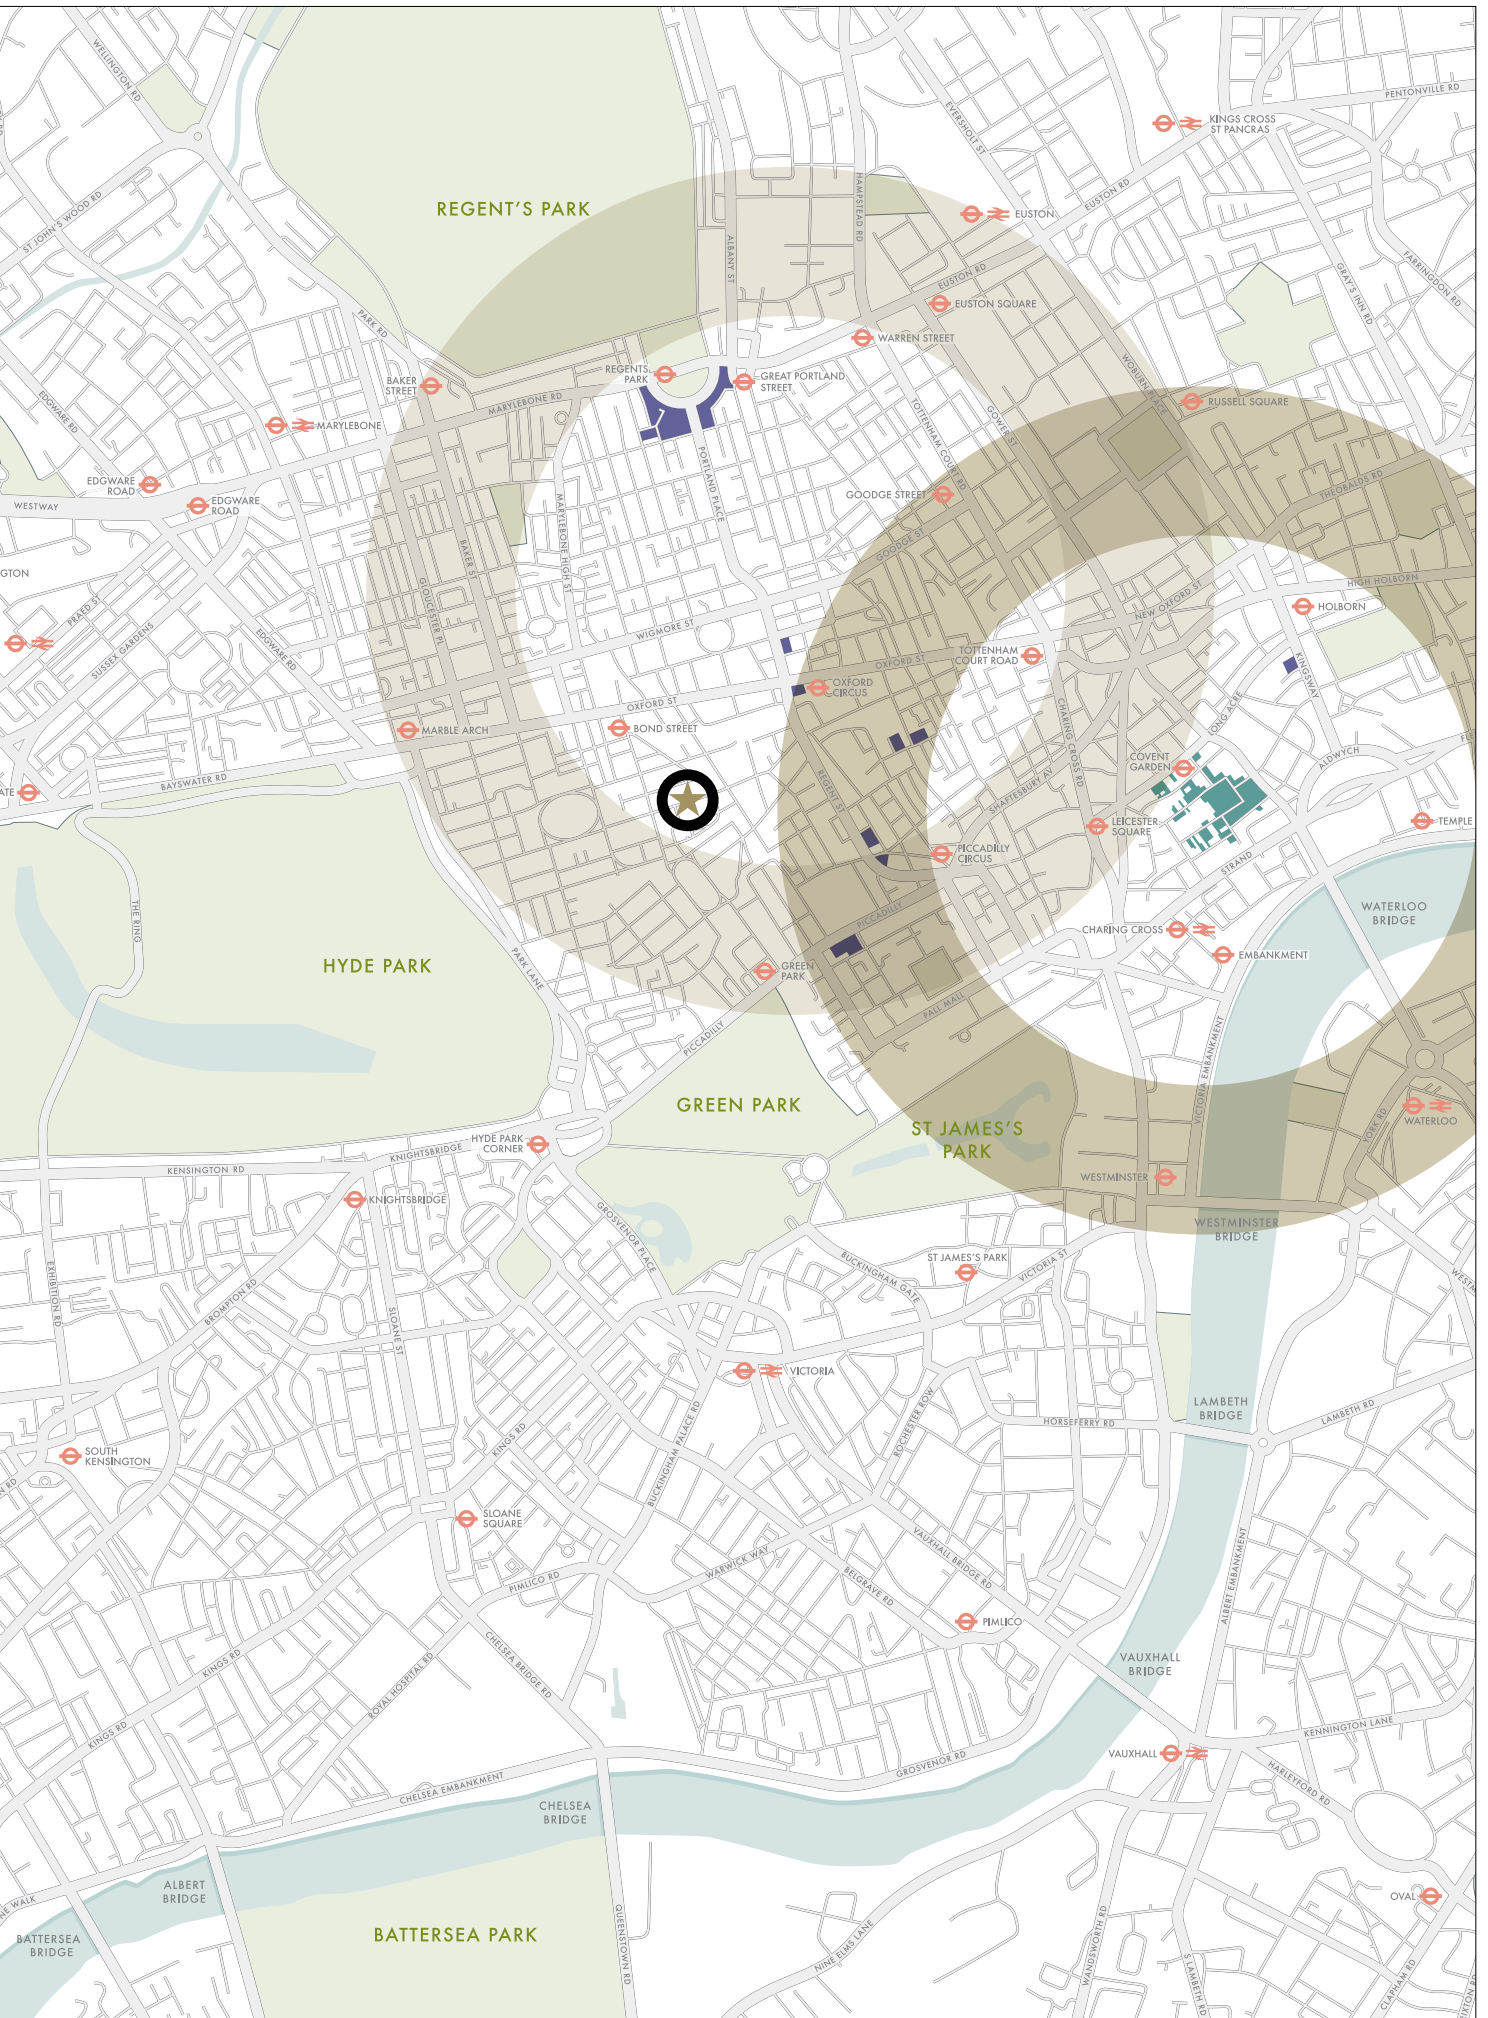 WELLINGTON RD
PENTONVILLE RD
KINGS CROSS
ST PANCRAS
EVERSHOLT ST
ST JOHN'S WOOD RD
REGENT'S PARK
HAMPSTEAD RD
EUSTON
EUSTON RD
ALBANY ST
FARRINGDON RD
GRAY'S INN RD
EUSTON RD
EUSTON SQUARE
PARK RD
WARREN STREET
WOBURN PLACE
BAKER
STREET
REGENTS
PARK
GREAT PORTLAND
STREET
MARYLEBONE RD
RUSSELL SQUARE
EDGWARE RD
MARYLEBONE
TOTTENHAM COURT RD
GOWER ST
PORTLAND PLACE
EDGWARE
ROAD
EDGWARE
ROAD
WESTWAY
GOODGE STREET
THEOBALDS RD
MARYLEBONE HIGH ST
GOODGE ST
BAKER ST
GTON
GLOUCESTER PL
HIGH HOLBORN
NEW OXFORD ST
HOLBORN
PRAED ST
SUSSEX GARDENS
EDGWARE RD
WIGMORE ST
TOTTENHAM
COURT ROAD
OXFORD ST
KINGSWAY
OXFORD
CIRCUS
OXFORD ST
BOND STREET
MARBLE ARCH
CHARING CROSS RD
LONG ACRE
ALDWYCH
FLE
BAYSWATER RD
COVENT
GARDEN
ATE
REGENT ST
SHAFTESBURY AV
LEICESTER
SQUARE
TEMPLE
PICCADILLY
CIRCUS
STRAND
THE RING
PICCADILLY
WATERLOO
BRIDGE
CHARING CROSS
EMBANKMENT
HYDE PARK
PARK LANE
GREEN
PARK
PALL MALL
PICCADILLY
VICTORIA EMBANKMENT
GREEN PARK
ST JAMES'S
PARK
YORK RD
WATERLOO
HYDE PARK
CORNER
KNIGHTSBRIDGE
KENSINGTON RD
WESTMINSTER
KNIGHTSBRIDGE
GROSVENOR PLACE
WESTMINSTER
BRIDGE
BUCKINGHAM GATE
ST JAMES'S PARK
VICTORIA ST
WESTM
EXHIBITION RD
BROMPTON RD
SLOANE ST
VICTORIA
LAMBETH
BRIDGE
LAMBETH RD
HORSEFERRY RD
ROCHESTER ROW
BUCKINGHAM PALACE RD
KINGS RD
SOUTH
KENSINGTON
N RD
SLOANE
SQUARE
VAUXHALL BRIDGE RD
WARWICK WAY
PIMLICO RD
BELGRAVE RD
ALBERT EMBANKMENT
PIMLICO
KINGS RD
CHELSEA BRIDGE RD
ROYAL HOSPITAL RD
VAUXHALL
BRIDGE
KINGS RD
KENNINGTON LANE
VAUXHALL
GROSVENOR RD
HARLEYFORD RD
CHELSEA EMBANKMENT
CHELSEA
BRIDGE
ALBERT
BRIDGE
OVAL
NE WALK
BATTERSEA
BRIDGE
BATTERSEA PARK
QUEENSTOWN RD
NINE ELMS LANE
WANDSWORTH RD
S LAMBETH RD
CLAPHAM RD
IXTON RD